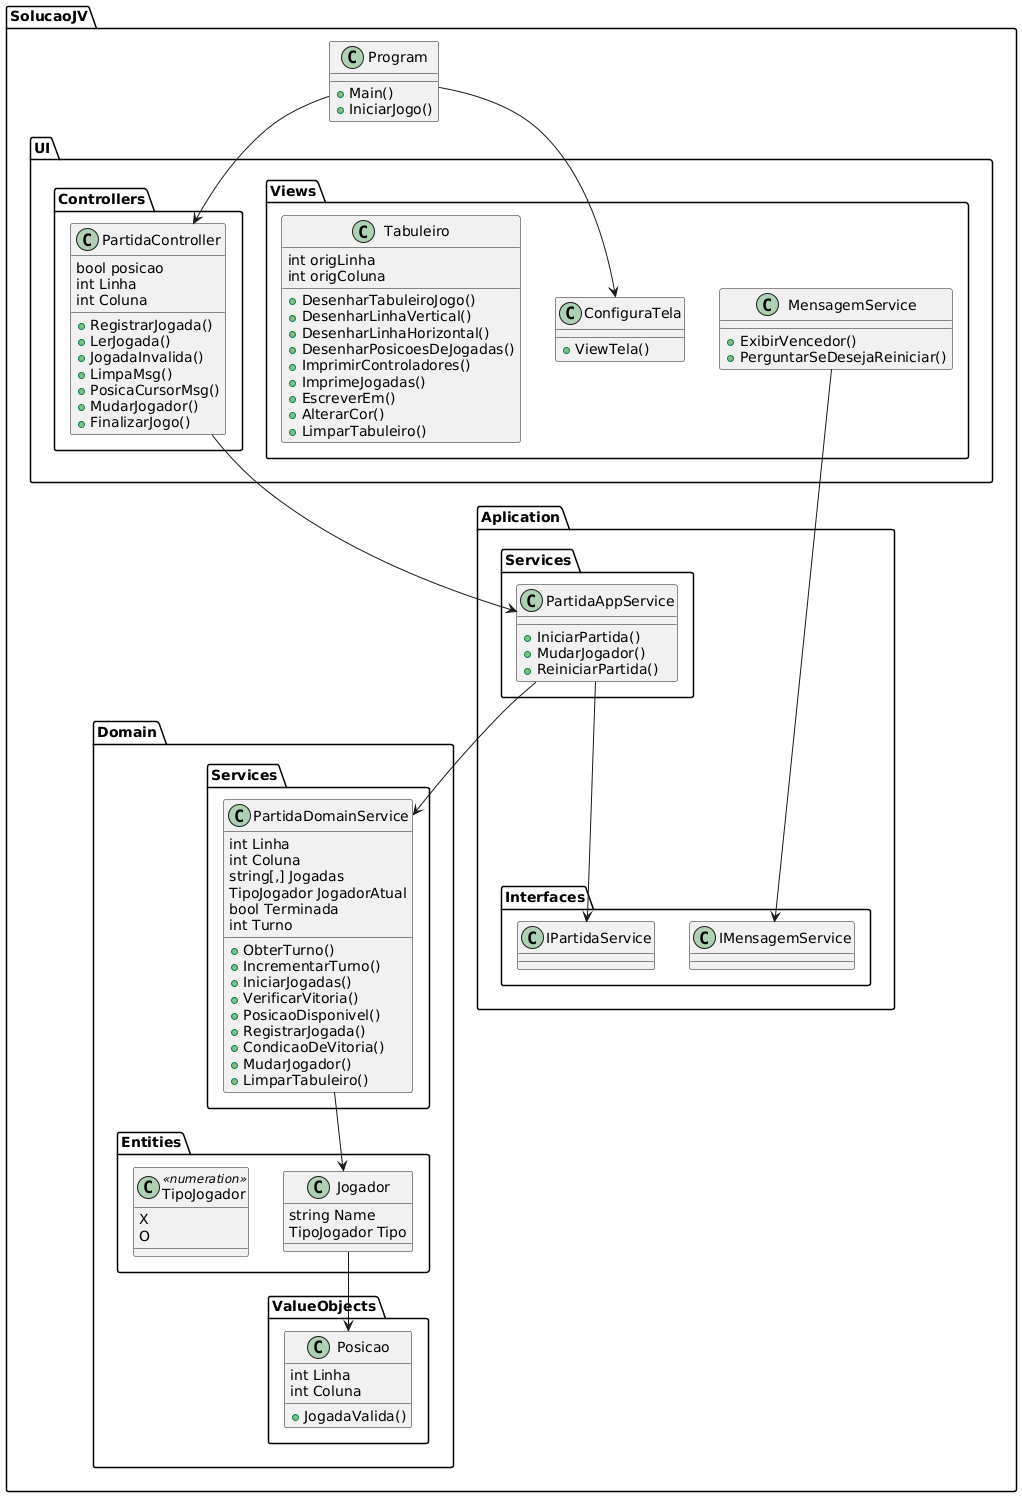 SolucaoJV
Program
Main()
IniciarJogo()
UI
Controllers
PartidaController
bool posicao
int Linha
int Coluna
RegistrarJogada()
LerJogada()
JogadaInvalida()
LimpaMsg()
PosicaCursorMsg()
MudarJogador()
FinalizarJogo()
Views
Tabuleiro
int origLinha
int origColuna
DesenharTabuleiroJogo()
DesenharLinhaVertical()
DesenharLinhaHorizontal()
DesenharPosicoesDeJogadas()
ImprimirControladores()
ImprimeJogadas()
EscreverEm()
AlterarCor()
LimparTabuleiro()
ConfiguraTela
ViewTela()
MensagemService
ExibirVencedor()
PerguntarSeDesejaReiniciar()
Aplication
Services
PartidaAppService
IniciarPartida()
MudarJogador()
ReiniciarPartida()
Interfaces
IPartidaService
IMensagemService
Domain
Services
PartidaDomainService
int Linha
int Coluna
string[,] Jogadas
TipoJogador JogadorAtual
bool Terminada
int Turno
ObterTurno()
IncrementarTurno()
IniciarJogadas()
VerificarVitoria()
PosicaoDisponivel()
RegistrarJogada()
CondicaoDeVitoria()
MudarJogador()
LimparTabuleiro()
Entities
«numeration»
TipoJogador
X
O
Jogador
string Name
TipoJogador Tipo
ValueObjects
Posicao
int Linha
int Coluna
JogadaValida()